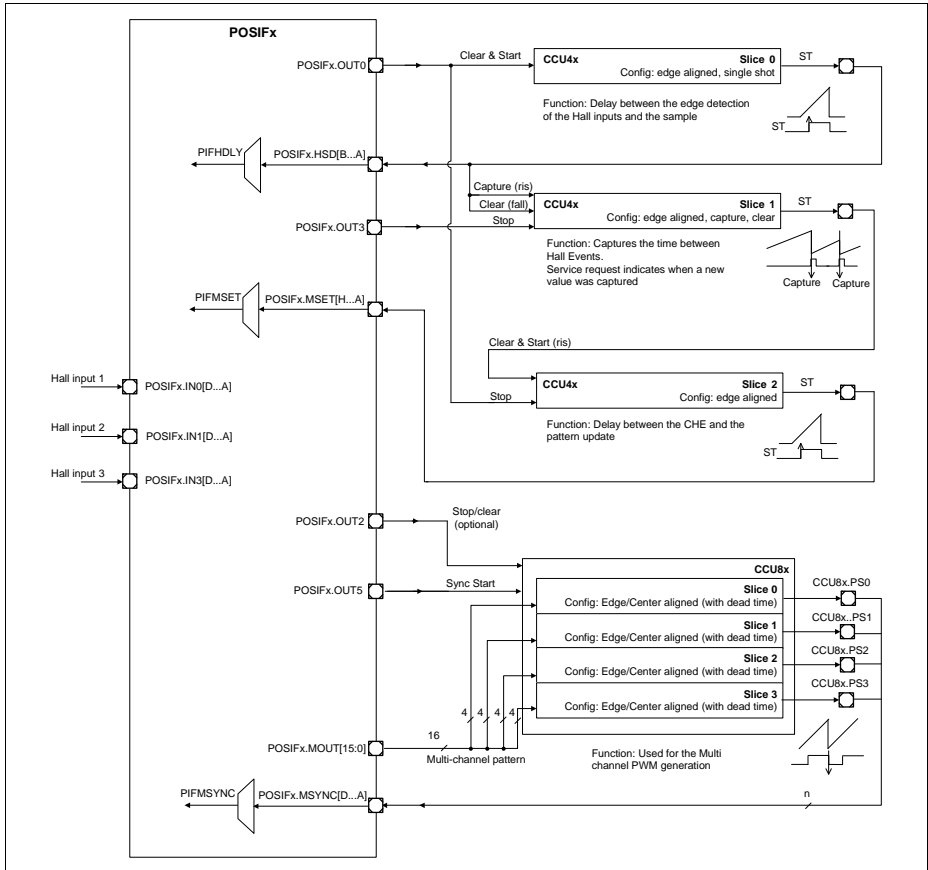 POSIFx
POSIFx.OUT0
Clear & Start
CCU4x
Slice 0
Config: edge aligned, single shot
ST
Function: Delay between the edge detection
of the Hall inputs and the sample
ST
PIFHDLY
POSIFx.HSD[B...A]
Capture (ris)
Clear (fall)
CCU4x
Slice 1
Config: edge aligned, capture, clear
ST
POSIFx.OUT3
Stop
Function: Captures the time between
Hall Events.
Service request indicates when a new
value was captured
Capture
Capture
PIFMSET
POSIFx.MSET[H...A]
Clear & Start (ris)
Hall input 1
POSIFx.IN0[D...A]
CCU4x
Slice 2
Config: edge aligned
ST
Stop
Function: Delay between the CHE and the
pattern update
ST
Hall input 2
POSIFx.IN1[D...A]
Hall input 3
POSIFx.IN3[D...A]
POSIFx.OUT2
Stop/clear
(optional)
CCU8x
POSIFx.OUT5
Sync Start
Slice 0
Config: Edge/Center aligned (with dead time)
CCU8x.PS0
Slice 1
Config: Edge/Center aligned (with dead time)
CCU8x..PS1
Slice 2
Config: Edge/Center aligned (with dead time)
CCU8x.PS2
Slice 3
Config: Edge/Center aligned (with dead time)
CCU8x.PS3
4 4 4 4
POSIFx.MOUT[15:0]
16
Multi-channel pattern
Function: Used for the Multi
channel PWM generation
PIFMSYNC
POSIFx.MSYNC[D...A]
n